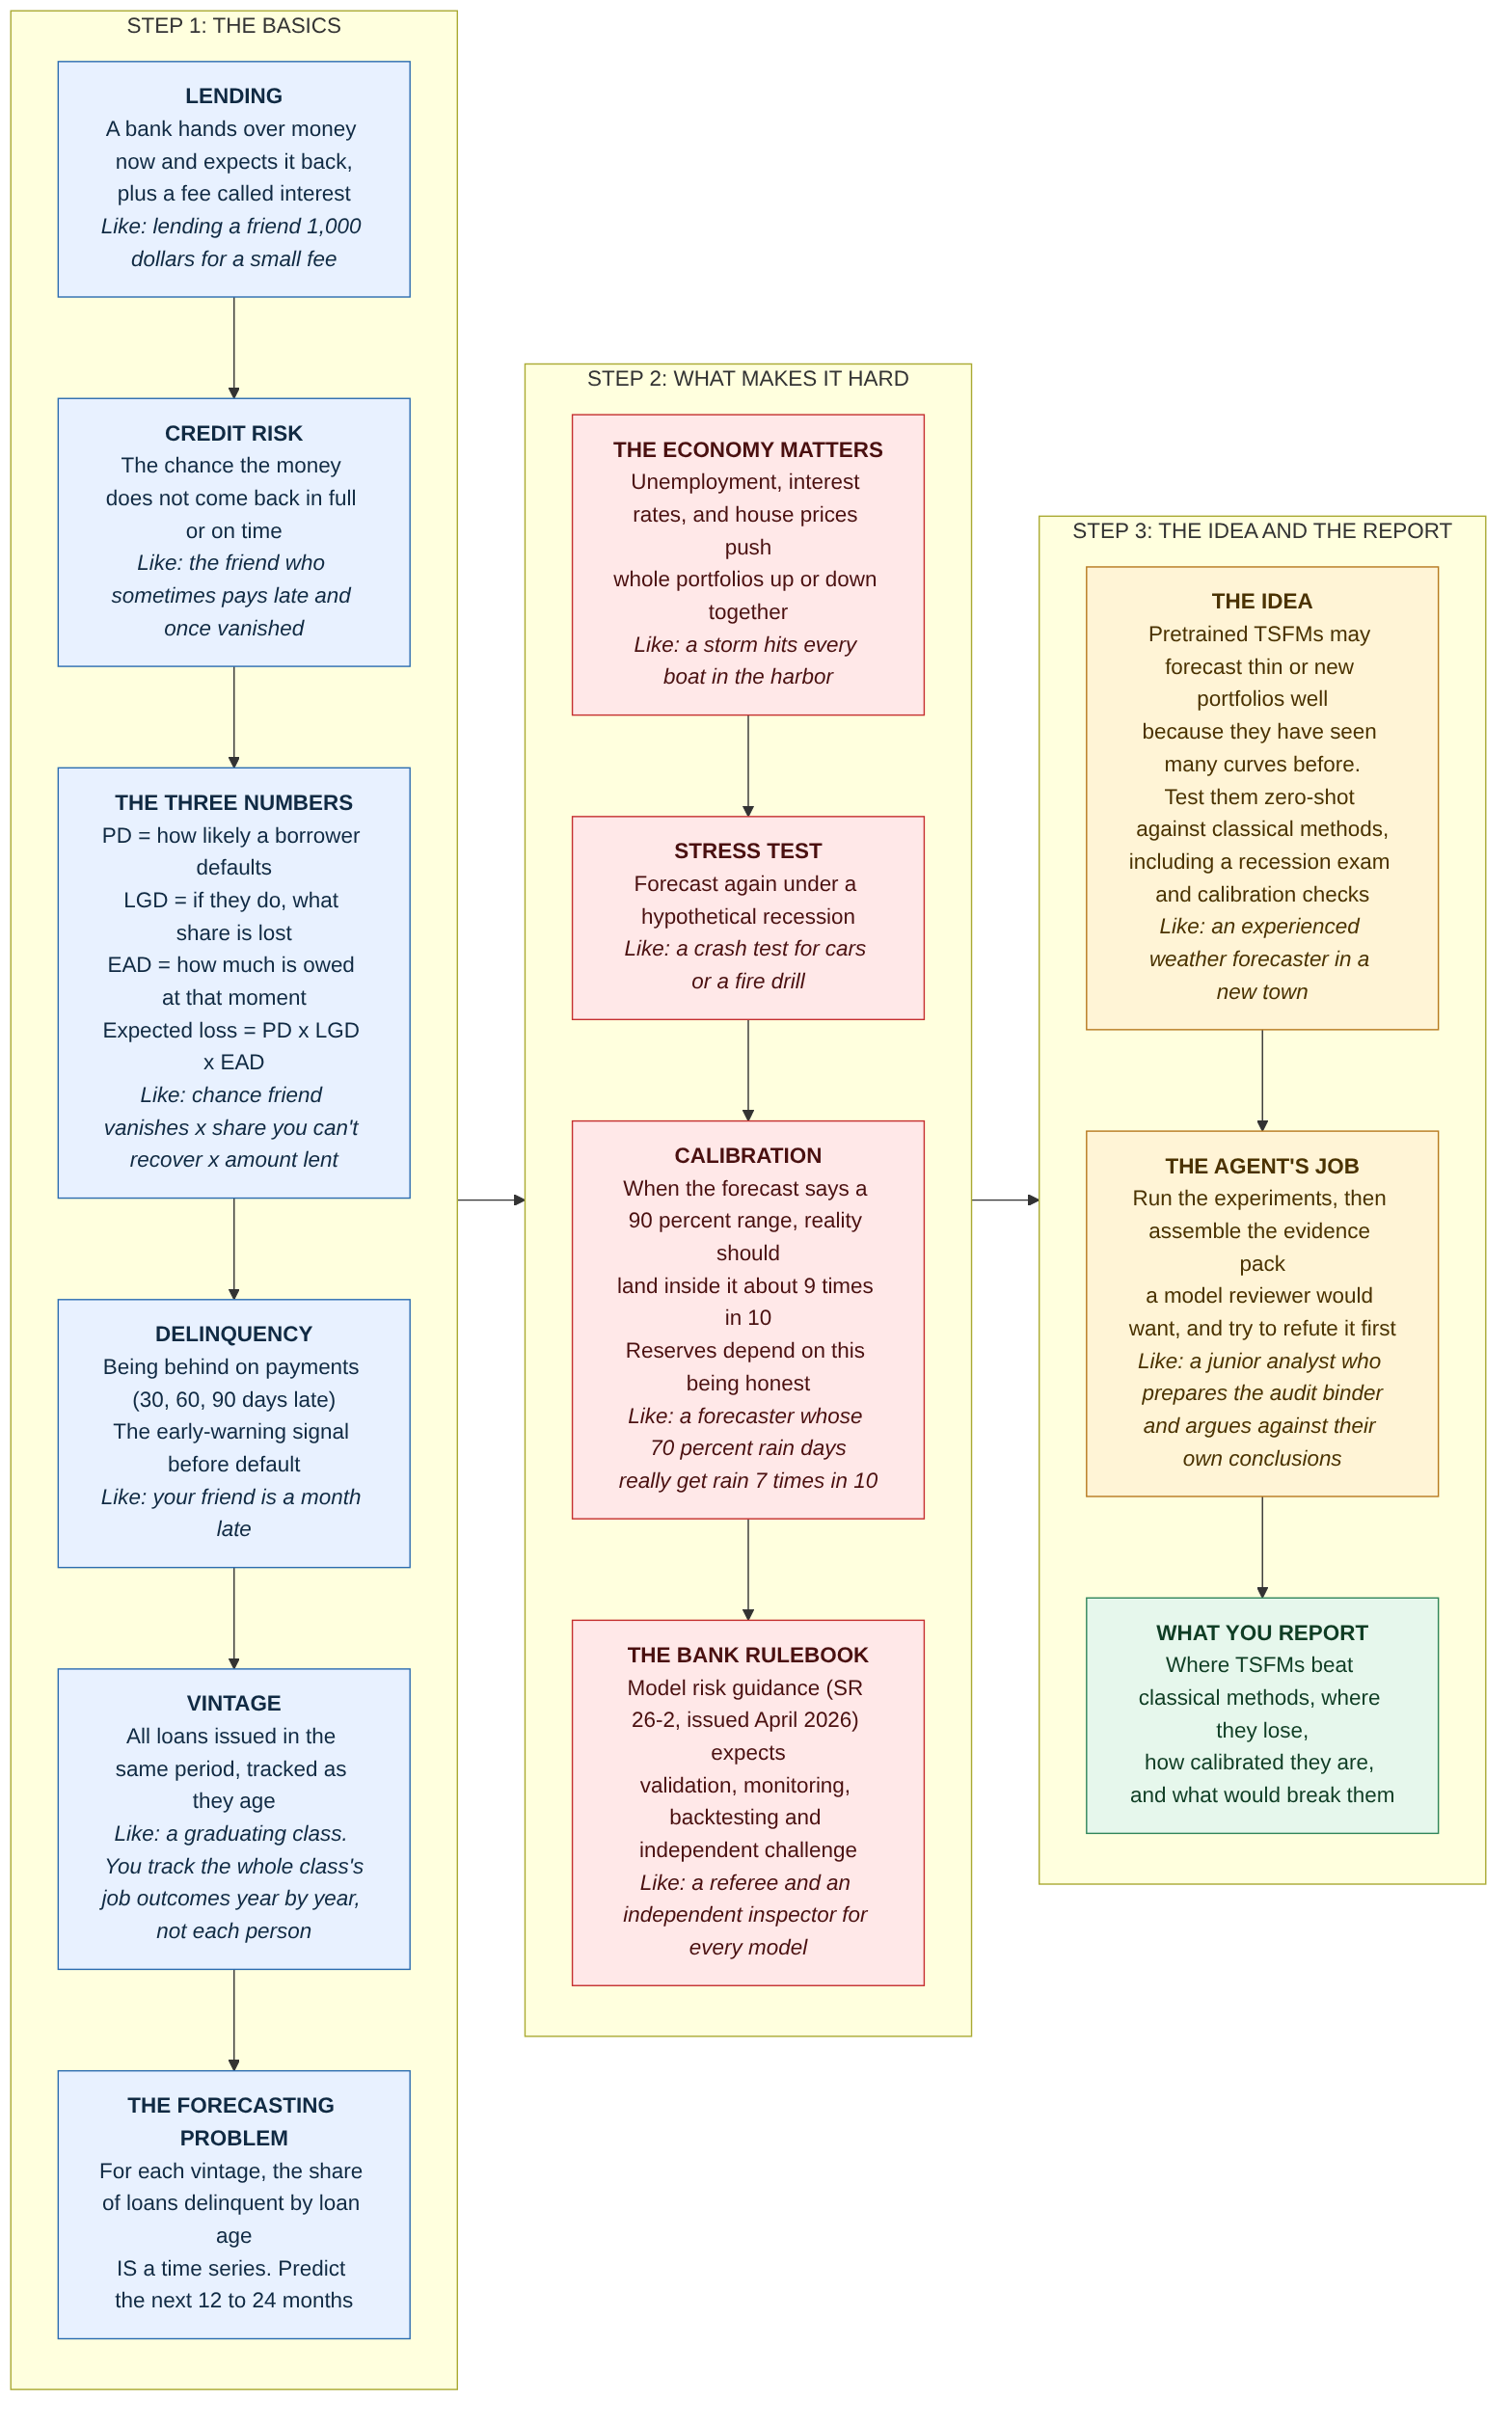 STEP 1: THE BASICS
LENDING
A bank hands over money
now and expects it back,
plus a fee called interest
Like: lending a friend 1,000
dollars for a small fee
CREDIT RISK
The chance the money
does not come back in full
or on time
Like: the friend who
sometimes pays late and
once vanished
THE THREE NUMBERS
PD = how likely a borrower
defaults
LGD = if they do, what
share is lost
EAD = how much is owed
at that moment
Expected loss = PD x LGD
x EAD
Like: chance friend
vanishes x share you can't
recover x amount lent
DELINQUENCY
Being behind on payments
(30, 60, 90 days late)
The early-warning signal
before default
Like: your friend is a month
late
VINTAGE
All loans issued in the
same period, tracked as
they age
Like: a graduating class.
You track the whole class's
job outcomes year by year,
not each person
THE FORECASTING
PROBLEM
For each vintage, the share
of loans delinquent by loan
age
IS a time series. Predict
the next 12 to 24 months
STEP 2: WHAT MAKES IT HARD
THE ECONOMY MATTERS
Unemployment, interest
rates, and house prices
push
whole portfolios up or down
together
Like: a storm hits every
boat in the harbor
STRESS TEST
Forecast again under a
hypothetical recession
Like: a crash test for cars
or a fire drill
CALIBRATION
When the forecast says a
90 percent range, reality
should
land inside it about 9 times
in 10
Reserves depend on this
being honest
Like: a forecaster whose
70 percent rain days
really get rain 7 times in 10
THE BANK RULEBOOK
Model risk guidance (SR
26-2, issued April 2026)
expects
validation, monitoring,
backtesting and
independent challenge
Like: a referee and an
independent inspector for
every model
STEP 3: THE IDEA AND THE REPORT
THE IDEA
Pretrained TSFMs may
forecast thin or new
portfolios well
because they have seen
many curves before.
Test them zero-shot
against classical methods,
including a recession exam
and calibration checks
Like: an experienced
weather forecaster in a
new town
THE AGENT'S JOB
Run the experiments, then
assemble the evidence
pack
a model reviewer would
want, and try to refute it first
Like: a junior analyst who
prepares the audit binder
and argues against their
own conclusions
WHAT YOU REPORT
Where TSFMs beat
classical methods, where
they lose,
how calibrated they are,
and what would break them